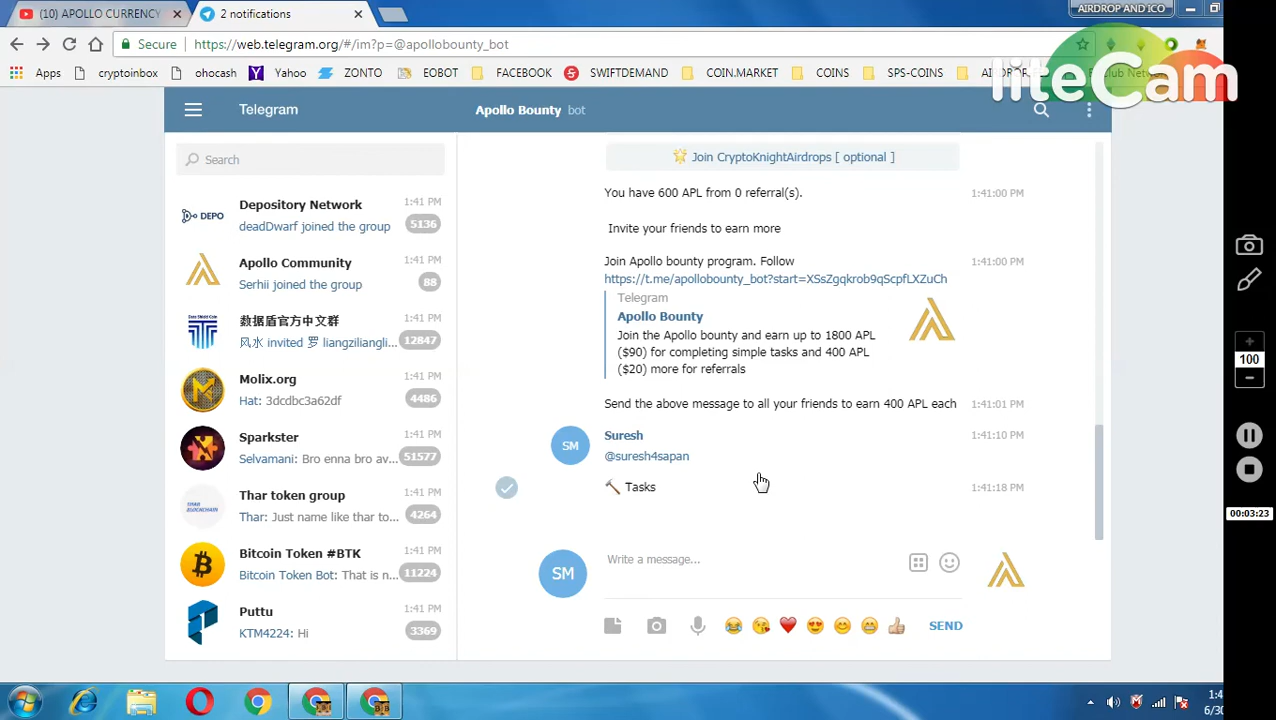 (10) APOLLO CURRENCY
2 notifications
AIRDROP AND ICO
Secure
https://web.telegram.org/#/im?p=@apollobounty_bot
Apps
cryptoinbox
ohocash
Yahoo
ZONTO
EOBOT
FACEBOOK
SWIFTDEMAND
COIN.MARKET
COINS
SPS-COINS
liteCam
Telegram
Apollo Bounty bot
Search
Depository Network
1:41 PM
deadDwarf joined the group
5136
DEPO
Apollo Community
1:41 PM
Serhii joined the group
88
数据盾官方中文群
1:41 PM
风水 invited 罗 liangziliangli...
12847
Molix.org
1:41 PM
Hat: 3dcdbc3a62df
4486
Sparkster
1:41 PM
Selvamani: Bro enna bro av...
51577
Thar token group
1:41 PM
Thar: Just name like thar to...
4264
Bitcoin Token #BTK
1:41 PM
Bitcoin Token Bot: That is n...
11224
Puttu
1:41 PM
KTM4224: Hi
3369
Join CryptoKnightAirdrops [ optional ]
You have 600 APL from 0 referral(s).
1:41:00 PM
Invite your friends to earn more
Join Apollo bounty program. Follow
1:41:00 PM
https://t.me/apollobounty_bot?start=XSsZgqkrob9qScpfLXZuCh
Telegram
Apollo Bounty
Join the Apollo bounty and earn up to 1800 APL
($90) for completing simple tasks and 400 APL
($20) more for referrals
Send the above message to all your friends to earn 400 APL each
1:41:01 PM
SM
Suresh
1:41:10 PM
@suresh4sapan
Tasks
1:41:18 PM
SM
Write a message...
SEND
100
00:03:23